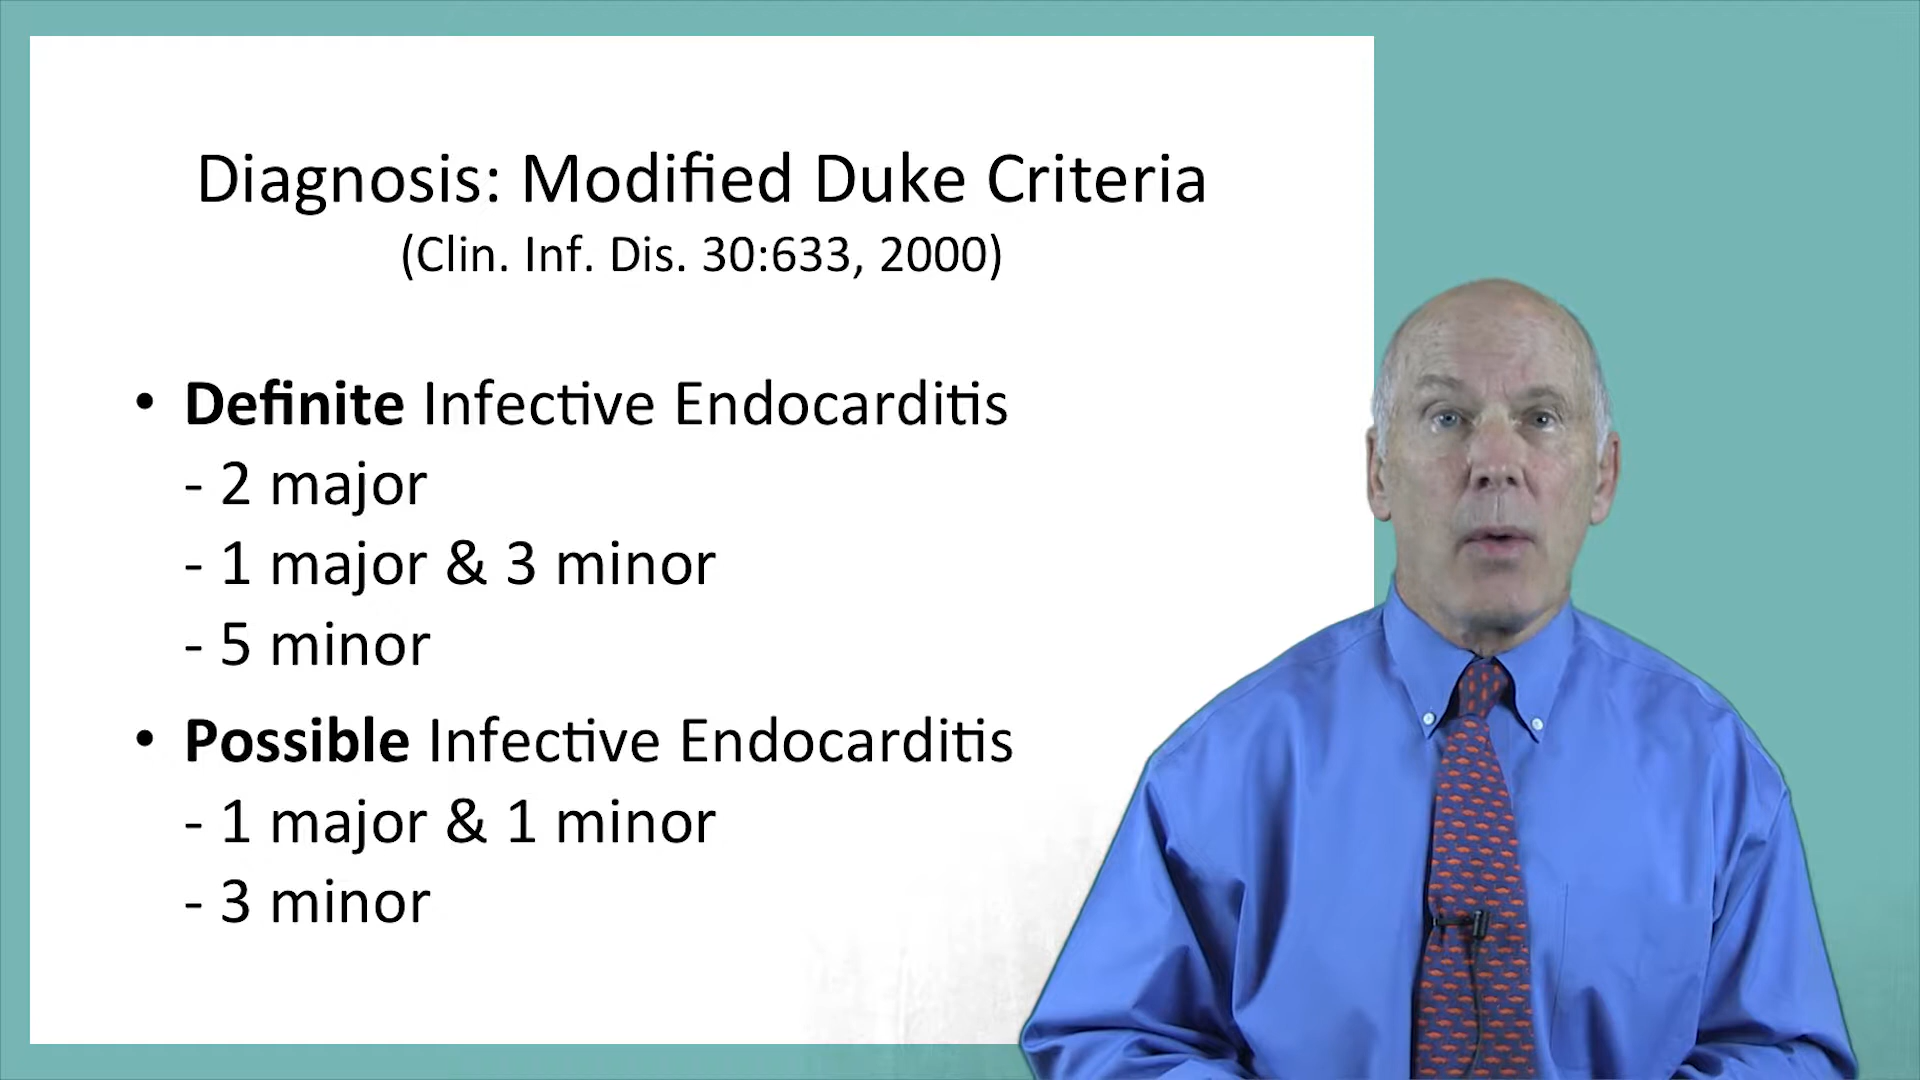 Diagnosis: Modified Duke Criteria
(Clin. Inf. Dis. 30:633, 2000)
• Definite Infective Endocarditis
- 2 major
- 1 major & 3 minor
- 5 minor
• Possible Infective Endocarditis
- 1 major & 1 minor
- 3 minor